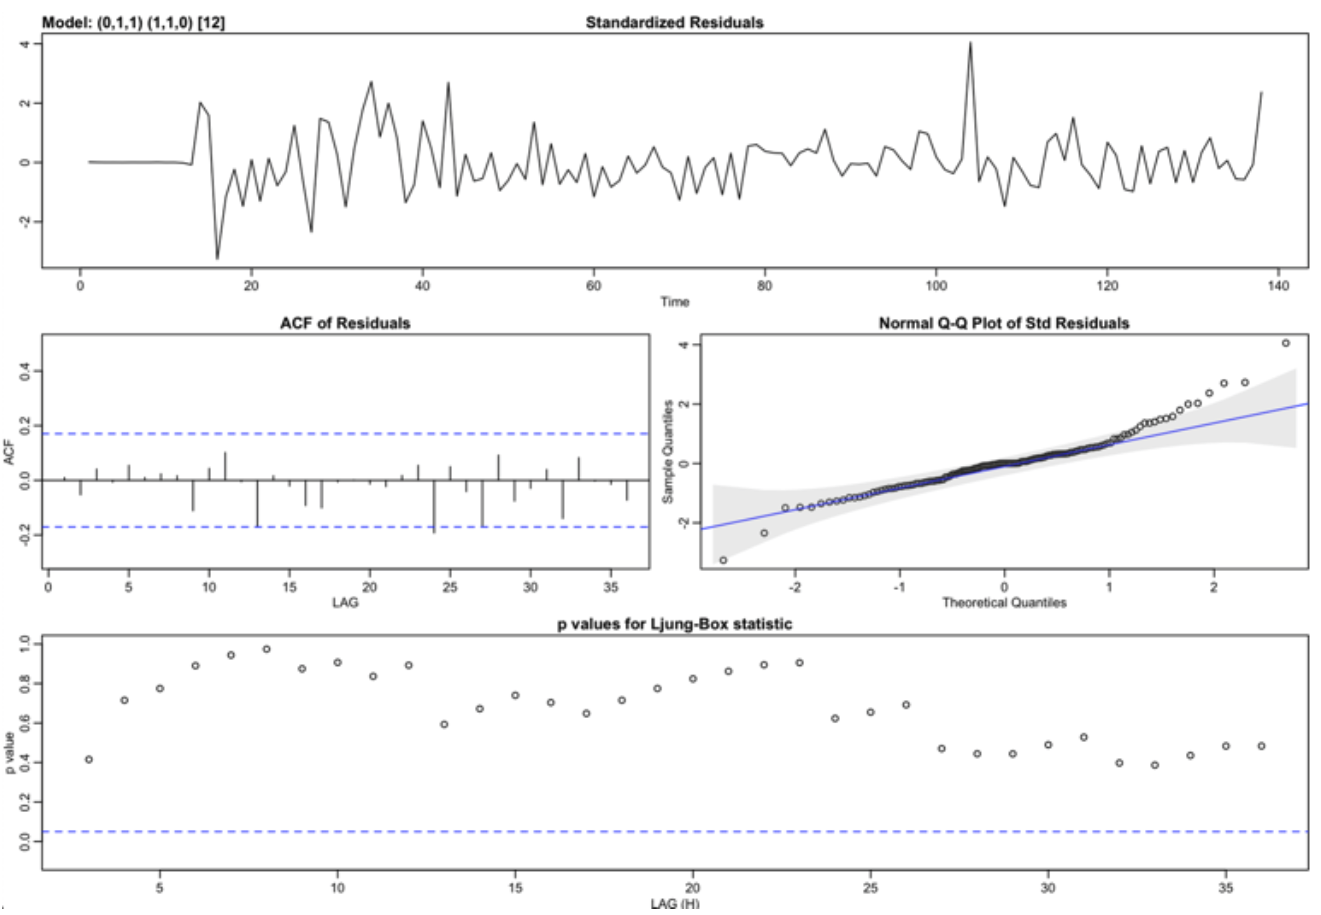 Model: (0,1,1) (1,1,0) [12]
Standardized Residuals
4
2
0
-2
0 20 40 60 80 100 120 140
Time
ACF of Residuals
ACF
0.4
0.2
0.0
-0.2
0 5 10 15 20 25 30 35
LAG
Normal Q-Q Plot of Std Residuals
Sample Quantiles
4
2
0
-2
-2 -1 0 1 2
Theoretical Quantiles
p values for Ljung-Box statistic
p value
1.0
0.8
0.6
0.4
0.2
0.0
5 10 15 20 25 30 35
LAG (H)